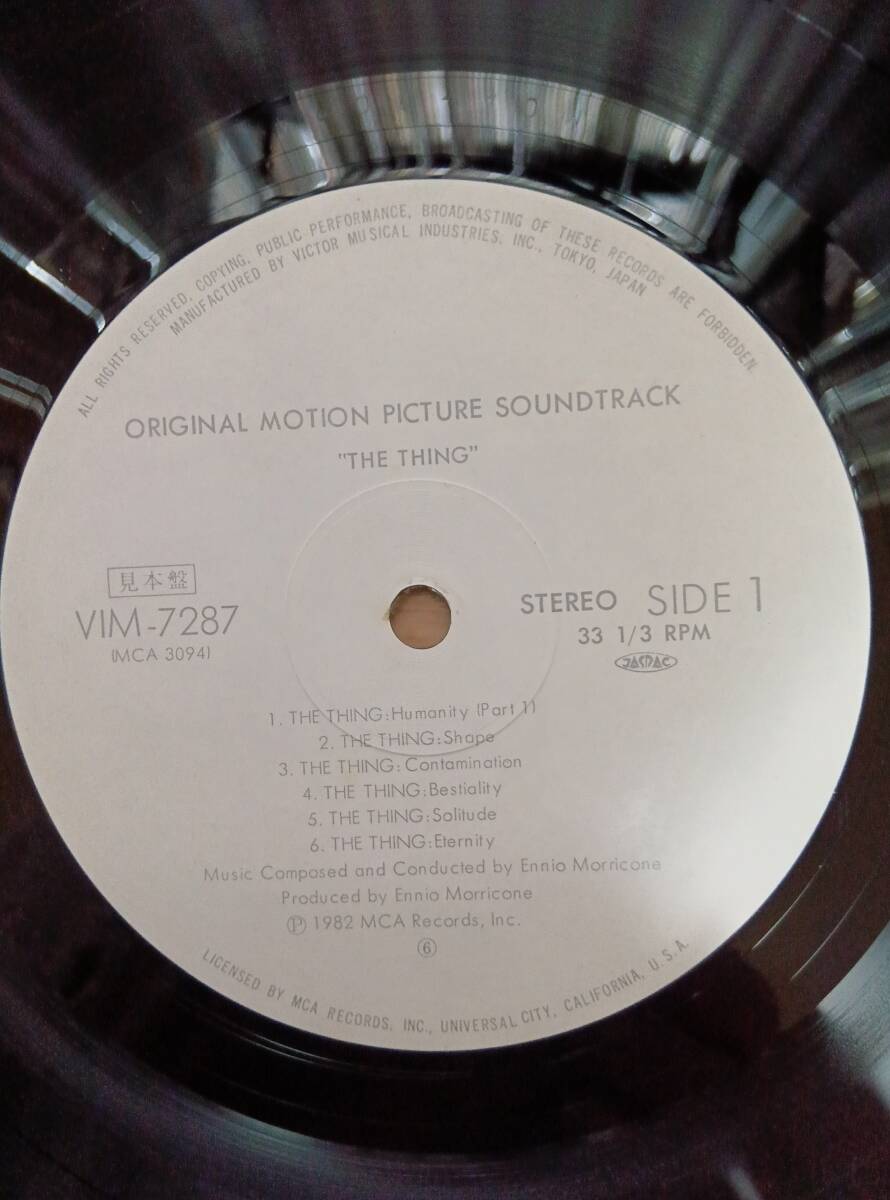 ALL RIGHTS RESERVED. COPYING, PUBLIC PERFORMANCE, BROADCASTING OF THESE RECORDS ARE FORBIDDEN.
MANUFACTURED BY VICTOR MUSICAL INDUSTRIES, INC., TOKYO, JAPAN
ORIGINAL MOTION PICTURE SOUNDTRACK
"THE THING"
見本盤
VIM-7287
(MCA 3094)
STEREO SIDE 1
33 1/3 RPM
JASRAC
1. THE THING:Humanity (Part 1)
2. THE THING:Shape
3. THE THING:Contamination
4. THE THING:Bestiality
5. THE THING:Solitude
6. THE THING:Eternity
Music Composed and Conducted by Ennio Morricone
Produced by Ennio Morricone
Ⓟ 1982 MCA Records, Inc.
⑥
LICENSED BY MCA RECORDS, INC., UNIVERSAL CITY, CALIFORNIA, U.S.A.